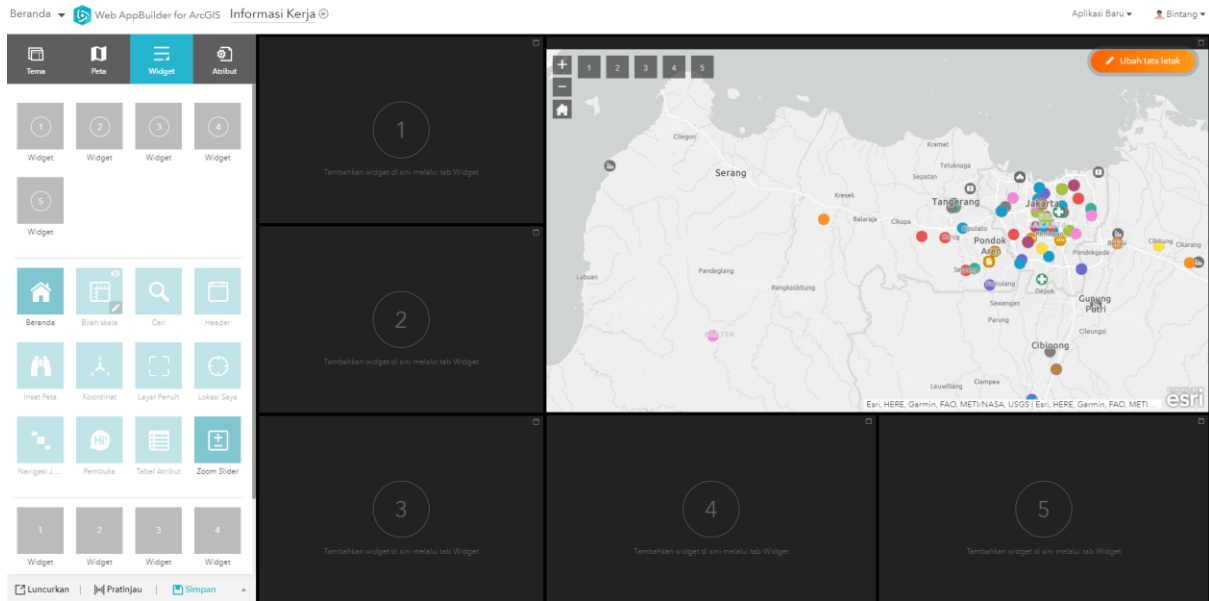 Beranda Web AppBuilder for ArcGIS Informasi Kerja Aplikasi Baru Bintang
Tema Peta Widget Atribut
1 2 3 4
Widget Widget Widget Widget
5
Widget
Beranda Bilah skala Cari Header
Inset Peta Koordinat Layar Penuh Lokasi Saya
Hi!
Navigasi J... Pembuka Tabel Atribut Zoom Slider
1 2 3 4
Widget Widget Widget Widget
Luncurkan | Pratinjau | Simpan
1
Tambahkan widget di sini melalui tab Widget
2
Tambahkan widget di sini melalui tab Widget
3
Tambahkan widget di sini melalui tab Widget
4
Tambahkan widget di sini melalui tab Widget
5
Tambahkan widget di sini melalui tab Widget
+ 1 2 3 4 5
−
Ubah tata letak
Cilegon
Serang
Kramat
Teluknaga
Sepatan
Tangerang
Jakarta
Kresek
Balaraja
Cikupa
Pondok
Aren
Pondokgede
Cibitung
Cikarang
Labuan
Pandeglang
Rangkasbitung
Depok
Sawangan
Gunung
Putri
Parung
Cileungsi
Cibinong
Leuwiliang
Ciampea
Esri, HERE, Garmin, FAO, METI/NASA, USGS | Esri, HERE, Garmin, FAO, METI...
esri